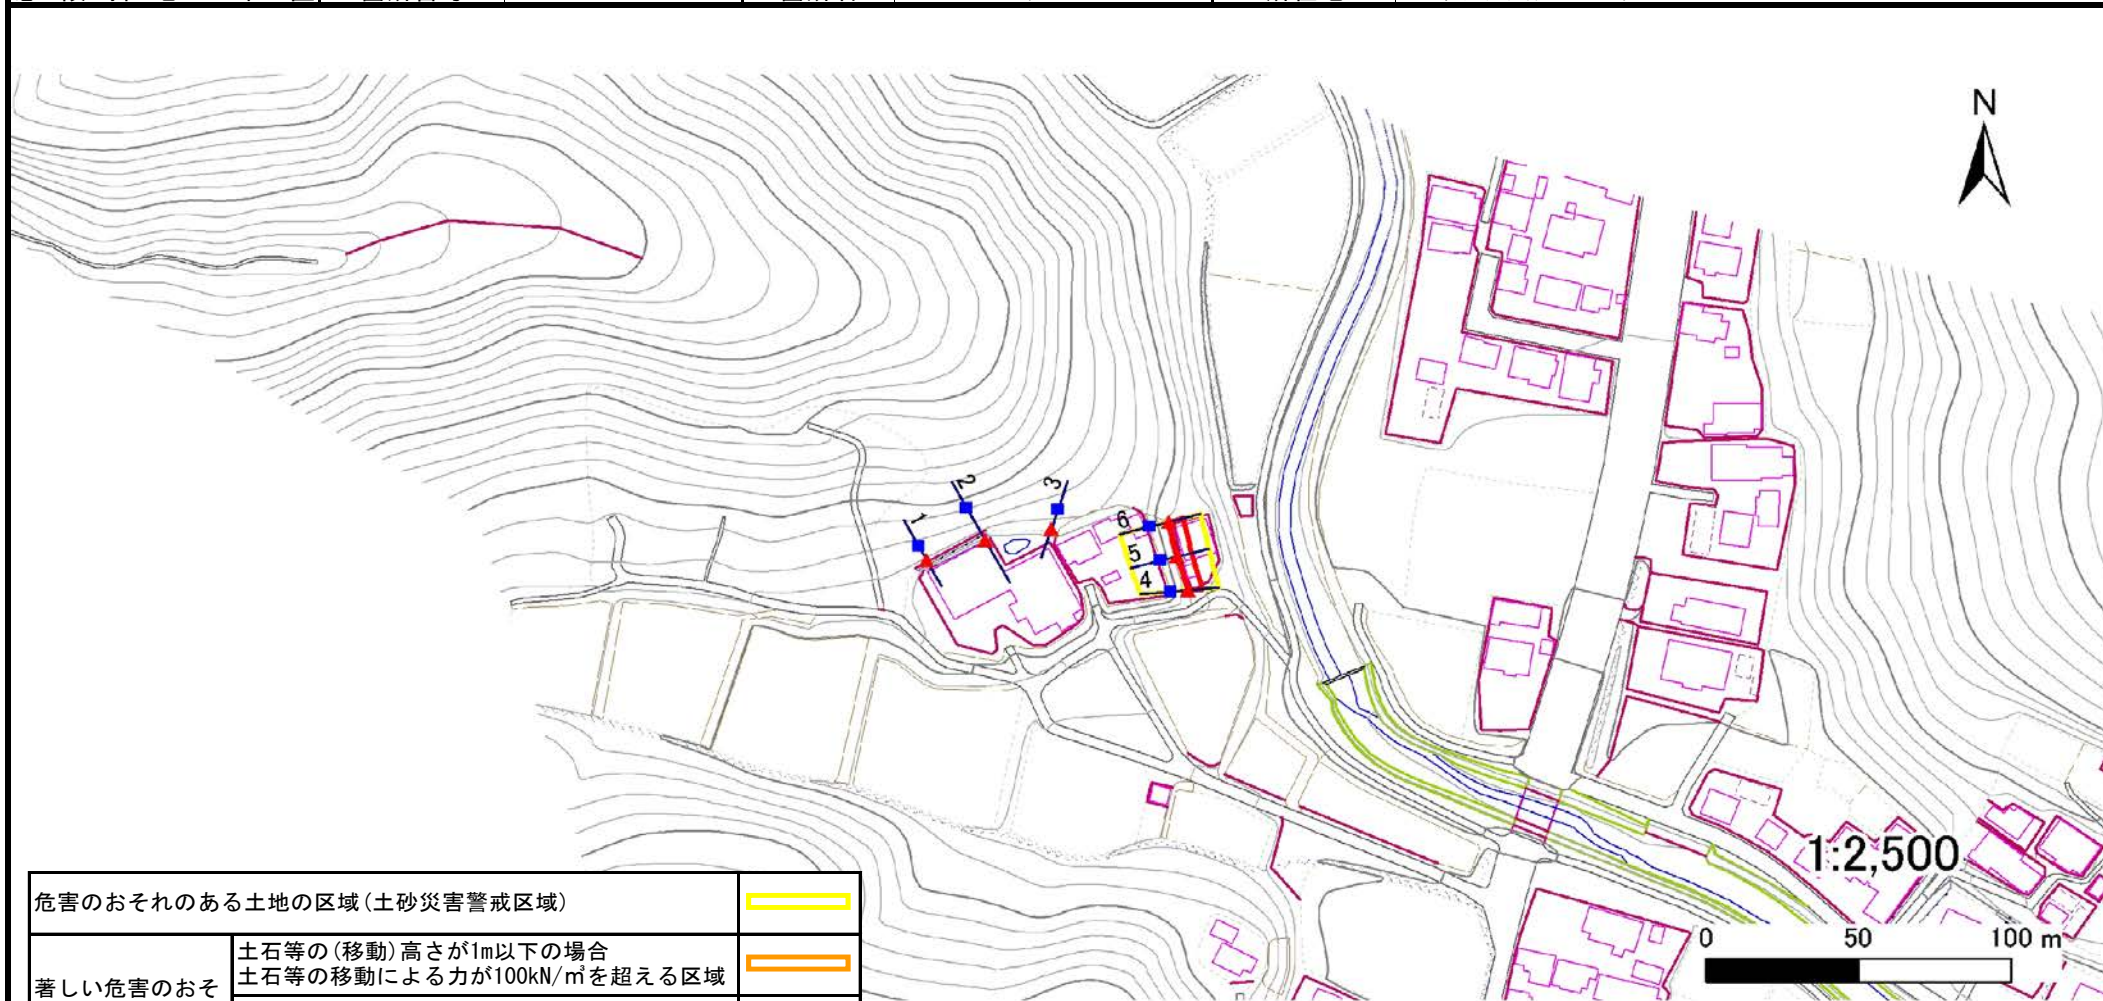 N
2
3
1
6
5
4
1:2,500
0 50 100 m
危害のおそれのある土地の区域(土砂災害警戒区域)
土石等の(移動)高さが1m以下の場合
土石等の移動による力が100kN/㎡を超える区域
著しい危害のおそ